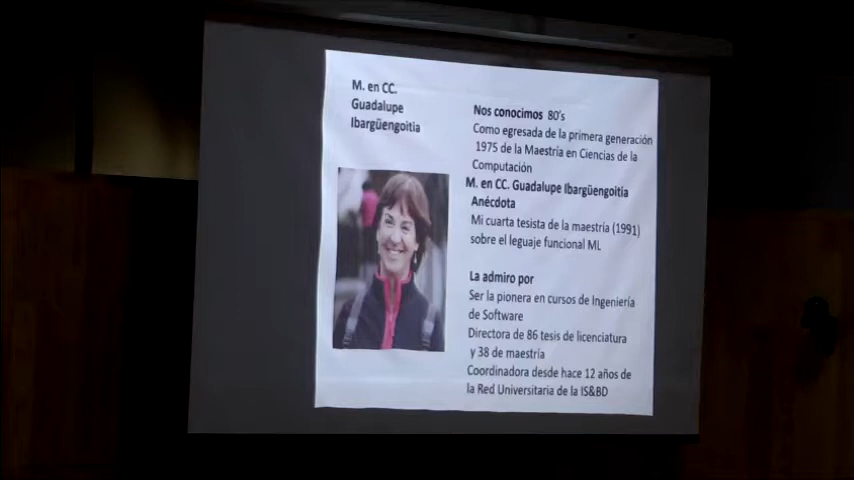 M. en CC.
Guadalupe
Ibargüengoitia
Nos conocimos 80's
Como egresada de la primera generación
1975 de la Maestría en Ciencias de la
Computación
M. en CC. Guadalupe Ibargüengoitia
Anécdota
Mi cuarta tesista de la maestría (1991)
sobre el leguaje funcional ML
La admiro por
Ser la pionera en cursos de Ingeniería
de Software
Directora de 86 tesis de licenciatura
y 38 de maestría
Coordinadora desde hace 12 años de
la Red Universitaria de la IS&BD